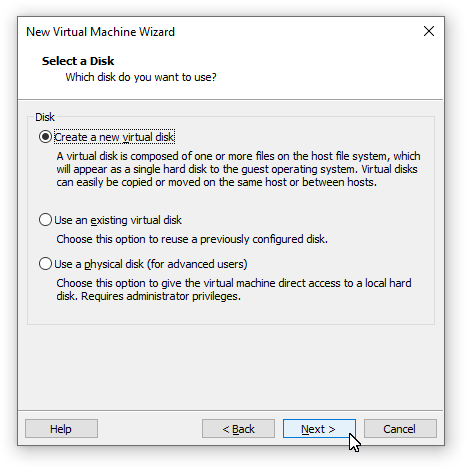 New Virtual Machine Wizard
Select a Disk
Which disk do you want to use?
Disk
Create a new virtual disk
A virtual disk is composed of one or more files on the host file system, which
will appear as a single hard disk to the guest operating system. Virtual disks
can easily be copied or moved on the same host or between hosts.
Use an existing virtual disk
Choose this option to reuse a previously configured disk.
Use a physical disk (for advanced users)
Choose this option to give the virtual machine direct access to a local hard
disk. Requires administrator privileges.
Help
< Back
Next >
Cancel